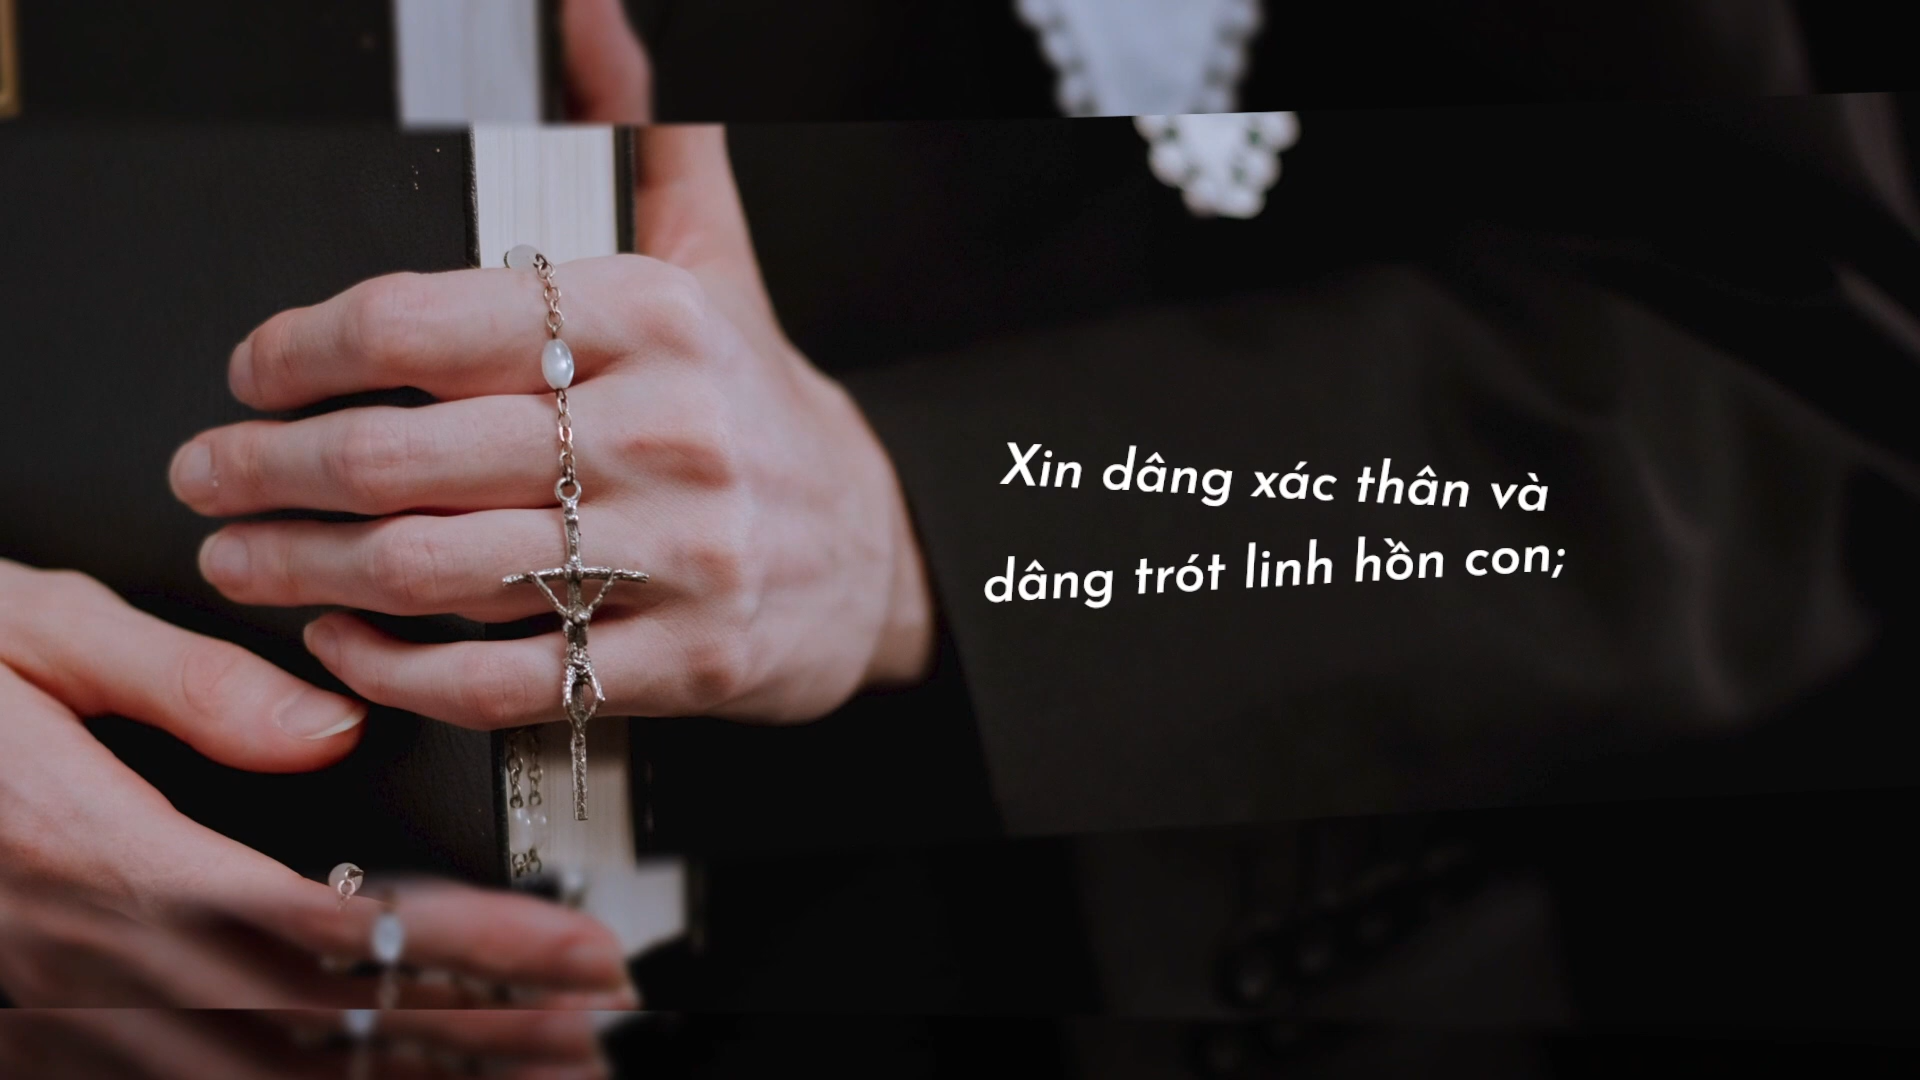 Xin dâng xác thân và
dâng trót linh hồn con;